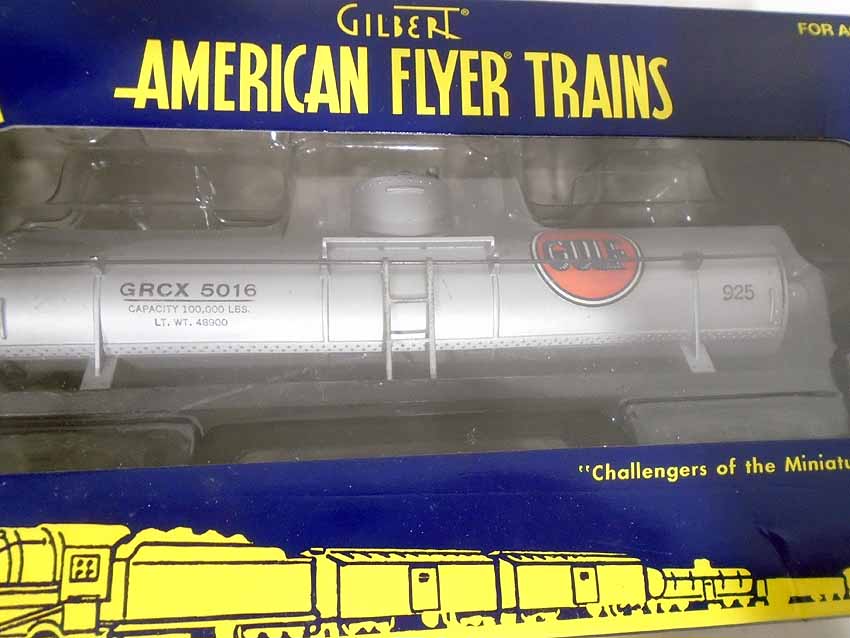 GILBERT®
FOR A
AMERICAN FLYER® TRAINS
GULF
GRCX 5016
925
CAPACITY 100,000 LBS.
LT. WT. 48900
"Challengers of the Miniatu